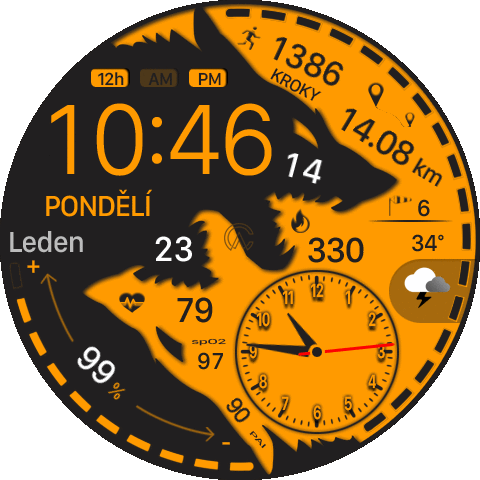 12h AM PM
10:46
14
PONDĚLÍ
Leden
23
1386
KROKY
14.08 km
6
34°
330
79
spO2
97
90 PAI
+
99%
-
12 1 2 3 4 5 6 7 8 9 10 11